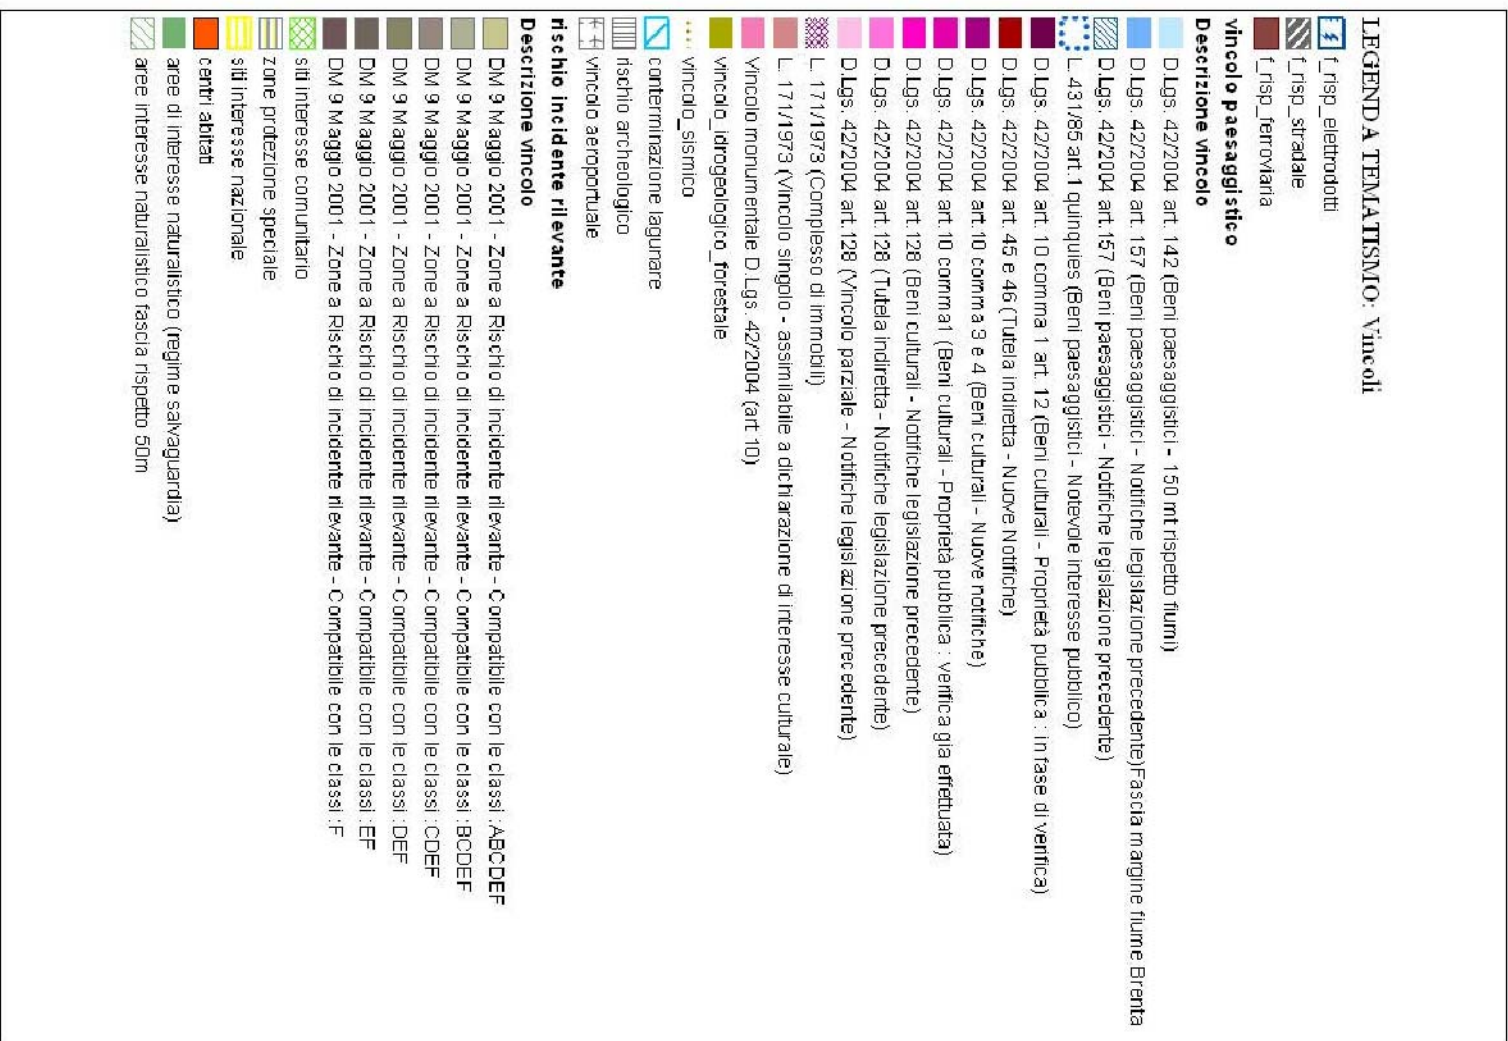 LEGENDA TEMATISMO: Vincoli
f_risp_elettrodotti
f_risp_stradale
f_risp_ferroviaria
vincolo paesaggistico
Descrizione vincolo
D.Lgs. 42/2004 art. 142 (Beni paesaggistici - 150 mt rispetto fiumi)
D.Lgs. 42/2004 art. 157 (Beni paesaggistici - Notifiche legislazione precedente)Fascia margine fiume Brenta
D.Lgs. 42/2004 art.157 (Beni paesaggistici - Notifiche legislazione precedente)
L. 431/85 art.1 quinquies (Beni paesaggistici - Notevole interesse pubblico)
D.Lgs. 42/2004 art. 10 comma 1 art. 12 (Beni culturali - Proprietà pubblica : in fase di verifica)
D.Lgs. 42/2004 art. 45 e 46 (Tutela Indiretta - Nuove Notifiche)
D.Lgs. 42/2004 art.10 comma 3 e 4 (Beni culturali - Nuove notifiche)
D.Lgs. 42/2004 art.10 comma1 (Beni culturali - Proprietà pubblica : verifica gia effettuata)
D.Lgs. 42/2004 art.128 (Beni culturali - Notifiche legislazione precedente)
D.Lgs. 42/2004 art.128 (Tutela indiretta - Notifiche legislazione precedente)
D.Lgs. 42/2004 art.128 (Vincolo parziale - Notifiche legislazione precedente)
L. 171/1973 (Complesso di immobili)
L. 171/1973 (Vincolo singolo - assimilabile a dichiarazione di interesse culturale)
Vincolo monumentale D.Lgs. 42/2004 (art.10)
vincolo_idrogeologico_forestale
vincolo_sismico
conterminazione lagunare
rischio archeologico
vincolo aeroportuale
rischio incidente rilevante
Descrizione vincolo
DM 9 Maggio 2001 - Zone a Rischio di incidente rilevante - Compatibile con le classi :ABCDEF
DM 9 Maggio 2001 - Zone a Rischio di incidente rilevante - Compatibile con le classi :BCDEF
DM 9 Maggio 2001 - Zone a Rischio di incidente rilevante - Compatibile con le classi :CDEF
DM 9 Maggio 2001 - Zone a Rischio di incidente rilevante - Compatibile con le classi :DEF
DM 9 Maggio 2001 - Zone a Rischio di incidente rilevante - Compatibile con le classi :EF
DM 9 Maggio 2001 - Zone a Rischio di incidente rilevante - Compatibile con le classi :F
siti interesse comunitario
zone protezione speciale
siti interesse nazionale
centri abitati
aree di interesse naturalistico (regime salvaguardia)
aree interesse naturalistico fascia rispetto 50m